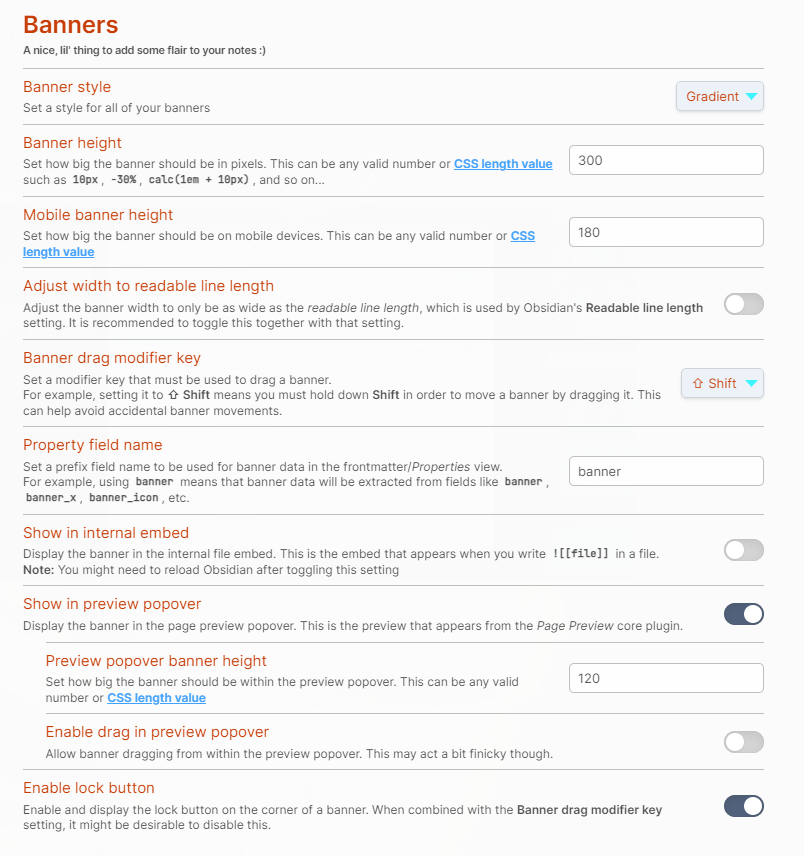 Banners
A nice, lil' thing to add some flair to your notes :)
Banner style
Set a style for all of your banners
Gradient
Banner height
Set how big the banner should be in pixels. This can be any valid number or CSS length value
such as 10px, -30%, calc(1em + 10px), and so on...
300
Mobile banner height
Set how big the banner should be on mobile devices. This can be any valid number or CSS
length value
180
Adjust width to readable line length
Adjust the banner width to only be as wide as the readable line length, which is used by Obsidian's Readable line length
setting. It is recommended to toggle this together with that setting.
Banner drag modifier key
Set a modifier key that must be used to drag a banner.
For example, setting it to ⇧ Shift means you must hold down Shift in order to move a banner by dragging it. This
can help avoid accidental banner movements.
⇧ Shift
Property field name
Set a prefix field name to be used for banner data in the frontmatter/Properties view.
For example, using banner means that banner data will be extracted from fields like banner,
banner_x, banner_icon, etc.
banner
Show in internal embed
Display the banner in the internal file embed. This is the embed that appears when you write ![[file]] in a file.
Note: You might need to reload Obsidian after toggling this setting
Show in preview popover
Display the banner in the page preview popover. This is the preview that appears from the Page Preview core plugin.
Preview popover banner height
Set how big the banner should be within the preview popover. This can be any valid
number or CSS length value
120
Enable drag in preview popover
Allow banner dragging from within the preview popover. This may act a bit finicky though.
Enable lock button
Enable and display the lock button on the corner of a banner. When combined with the Banner drag modifier key
setting, it might be desirable to disable this.